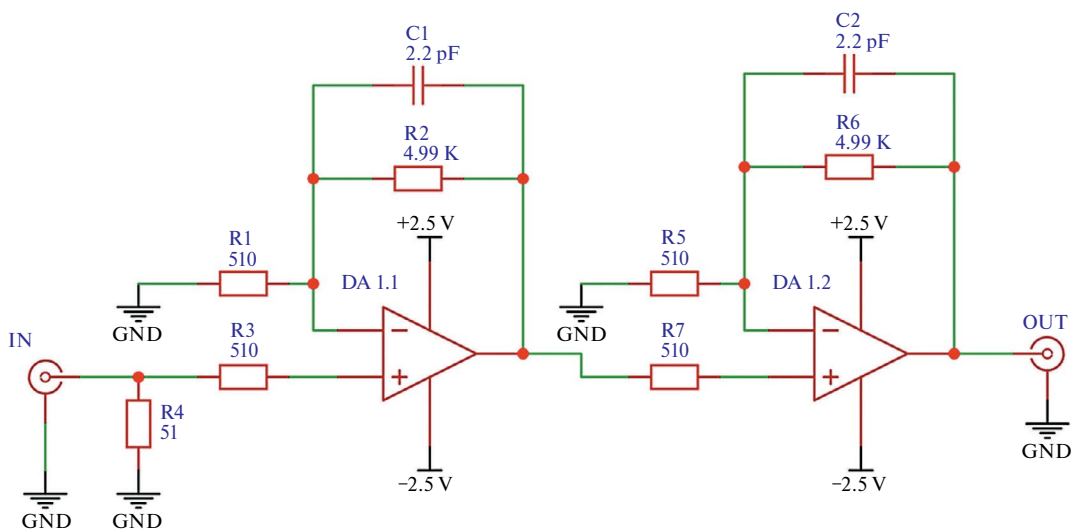 C1
2.2 pF
C2
2.2 pF
R2
4.99 K
R6
4.99 K
+2.5 V
+2.5 V
R1
510
DA 1.1
R5
510
DA 1.2
GND
GND
IN
R3
510
R7
510
OUT
R4
51
GND
GND
GND
−2.5 V
−2.5 V